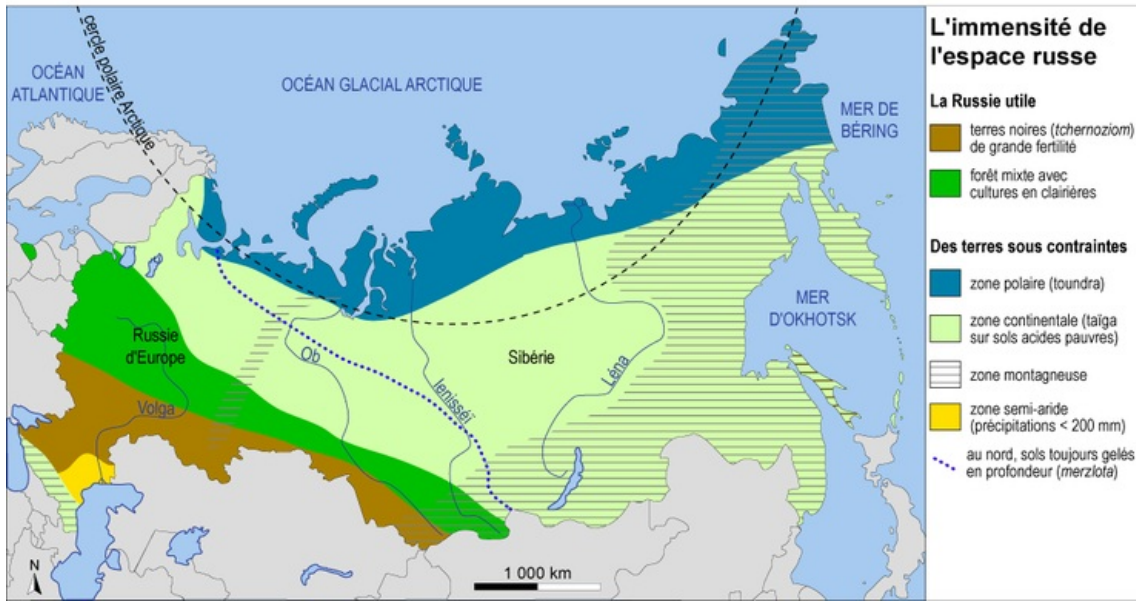 L'immensité de
l'espace russe
La Russie utile
terres noires (tchernoziom)
de grande fertilité
forêt mixte avec
cultures en clairières
Des terres sous contraintes
zone polaire (toundra)
zone continentale (taïga
sur sols acides pauvres)
zone montagneuse
zone semi-aride
(précipitations < 200 mm)
au nord, sols toujours gelés
en profondeur (merzlota)
cercle polaire Arctique
OCÉAN
ATLANTIQUE
OCÉAN GLACIAL ARCTIQUE
MER DE
BÉRING
MER
D'OKHOTSK
Russie
d'Europe
Sibérie
Volga
Ob
Ienisséï
Léna
N
1 000 km